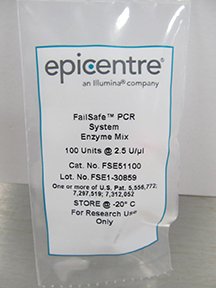 epicentre®
an Illumina® company
FailSafe™ PCR
System
Enzyme Mix
100 Units @ 2.5 U/µl
Cat. No. FSE51100
Lot. No. FSE1-30859
One or more of U.S. Pat. 5,556,772;
7,297,519; 7,312,052
STORE @ -20° C
For Research Use
Only